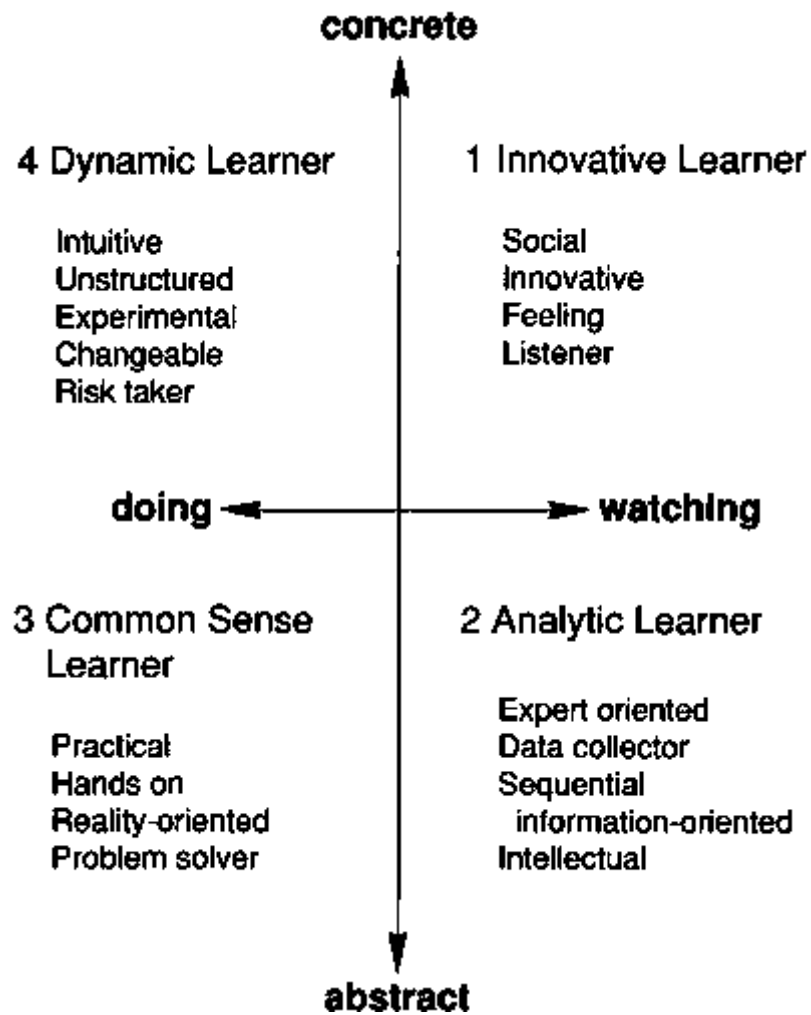 concrete
4 Dynamic Learner
Intuitive
Unstructured
Experimental
Changeable
Risk taker
1 Innovative Learner
Social
Innovative
Feeling
Listener
doing
watching
3 Common Sense
Learner
Practical
Hands on
Reality-oriented
Problem solver
2 Analytic Learner
Expert oriented
Data collector
Sequential
information-oriented
Intellectual
abstract